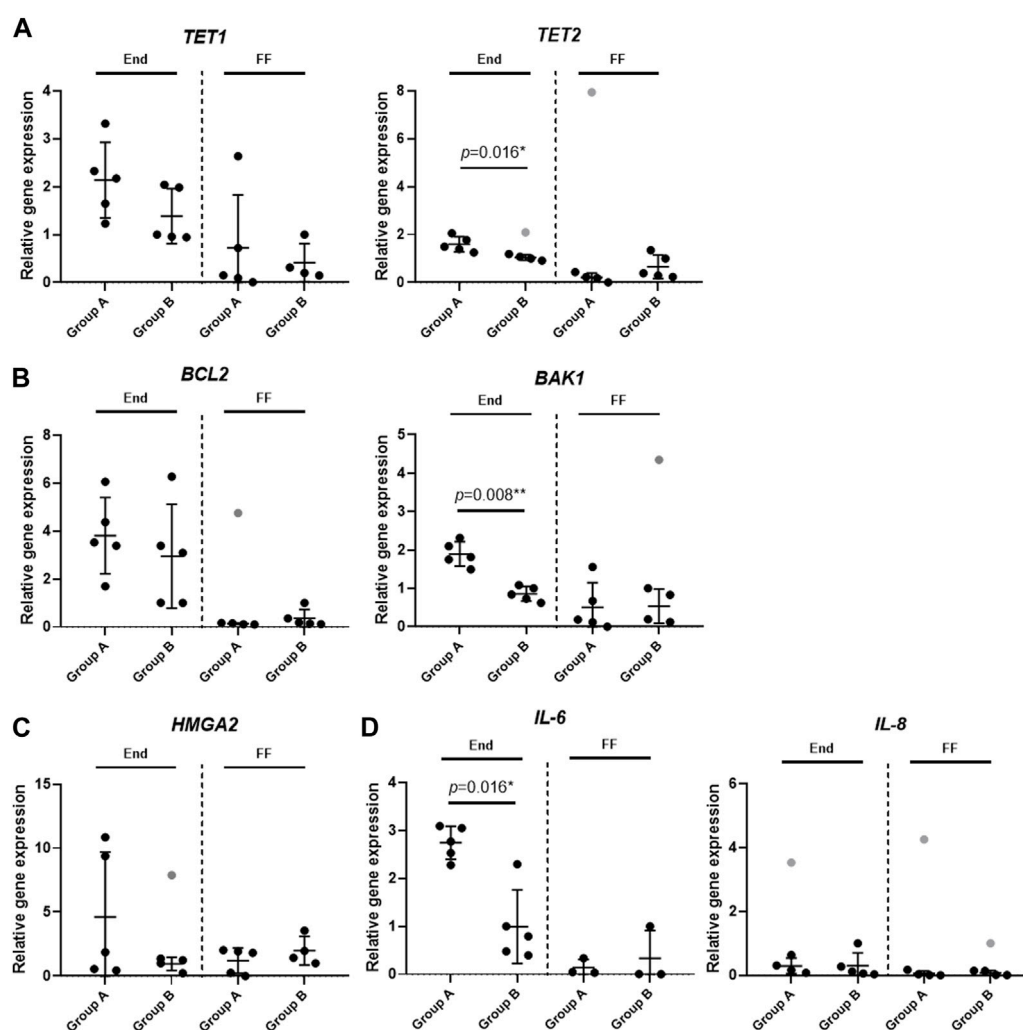 A
TET1
TET2
End
FF
End
FF
Relative gene expression
4
3
2
1
0
Group A
Group B
Group A
Group B
Relative gene expression
8
6
4
2
0
p=0.016*
Group A
Group B
Group A
Group B
B
BCL2
BAK1
End
FF
End
FF
Relative gene expression
8
6
4
2
0
Group A
Group B
Group A
Group B
Relative gene expression
5
4
3
2
1
0
p=0.008**
Group A
Group B
Group A
Group B
C
HMGA2
End
FF
Relative gene expression
15
10
5
0
Group A
Group B
Group A
Group B
D
IL-6
IL-8
End
FF
End
FF
Relative gene expression
4
3
2
1
0
p=0.016*
Group A
Group B
Group A
Group B
Relative gene expression
6
4
2
0
Group A
Group B
Group A
Group B